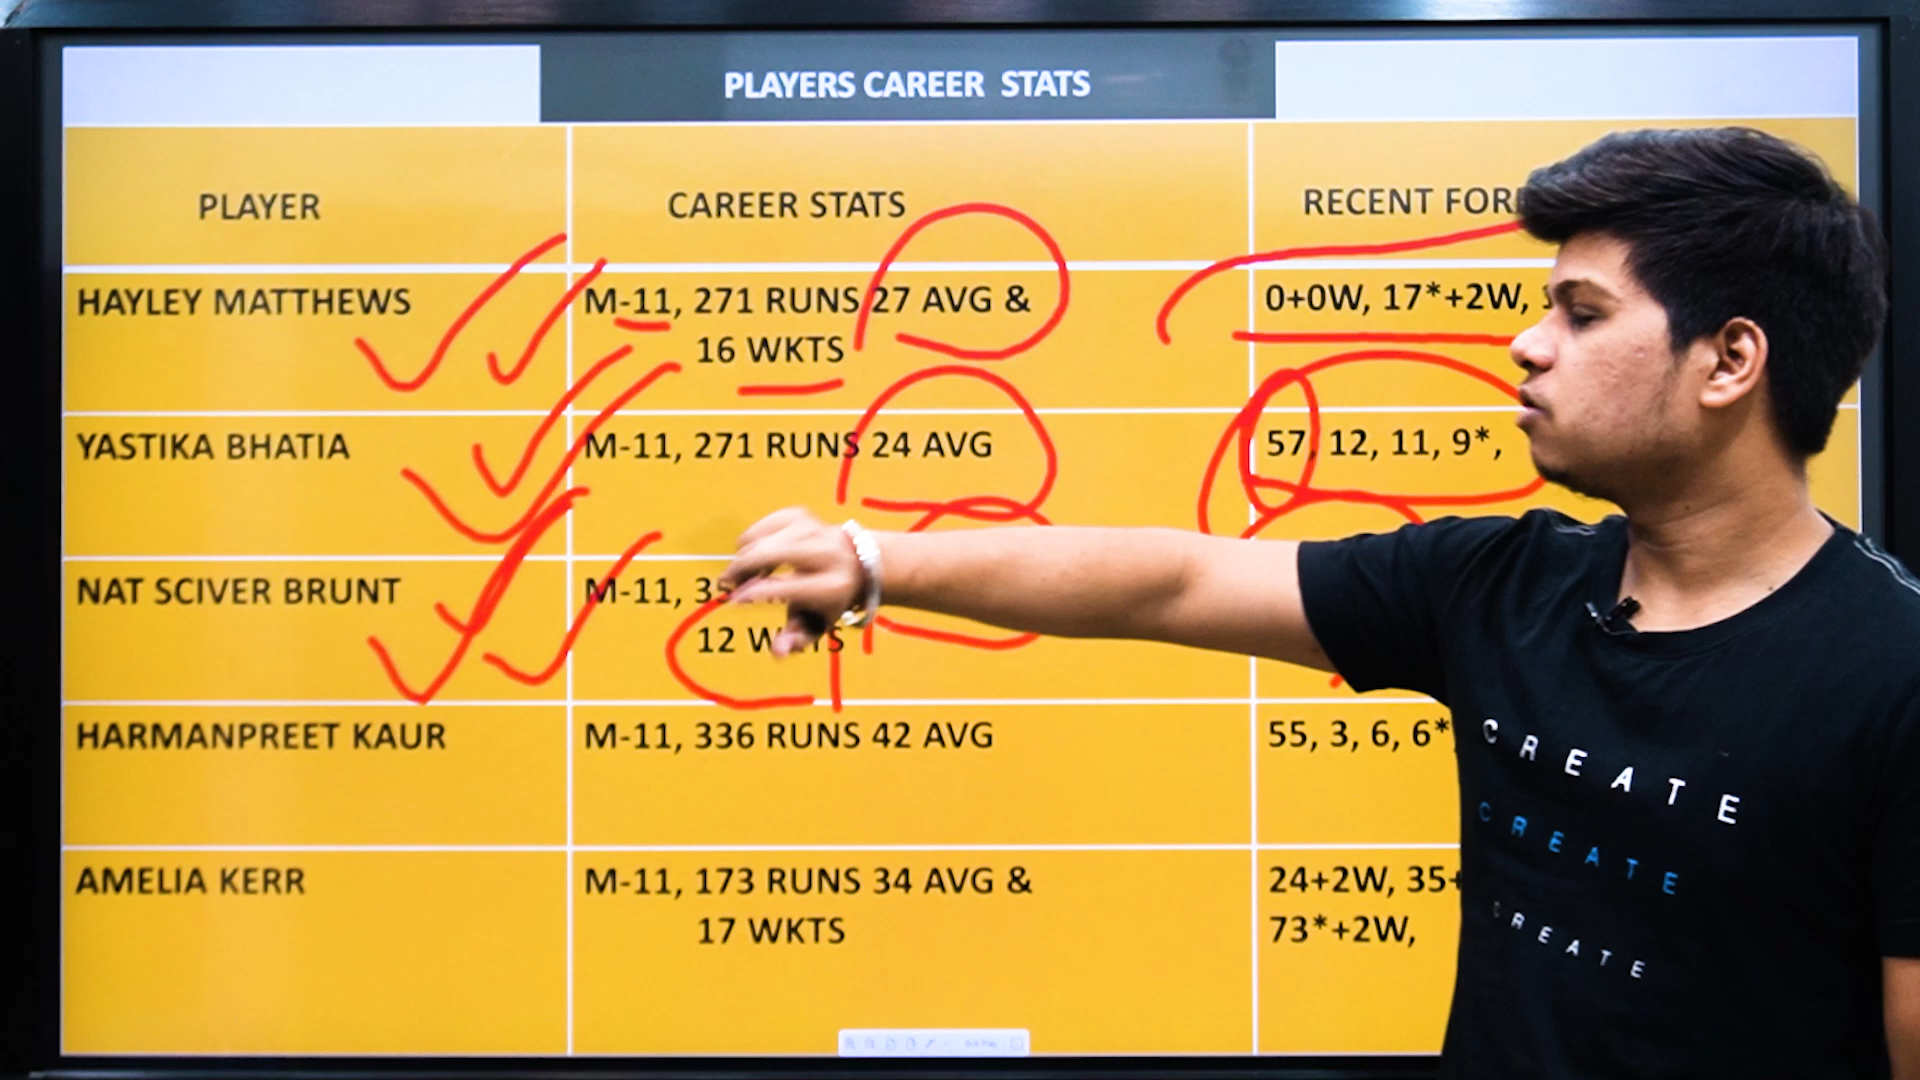 PLAYERS CAREER STATS
PLAYER
CAREER STATS
RECENT
HAYLEY MATTHEWS
M-11, 271 RUNS 27 AVG &
16 WKTS
0+0W, 17*+2W,
YASTIKA BHATIA
M-11, 271 RUNS 24 AVG
57, 12, 11, 9*,
NAT SCIVER BRUNT
M-11,
12
HARMANPREET KAUR
M-11, 336 RUNS 42 AVG
55, 3, 6, 6*
AMELIA KERR
M-11, 173 RUNS 34 AVG &
17 WKTS
24+2W, 35+
73*+2W,
CREATE
CREATE
CREATE